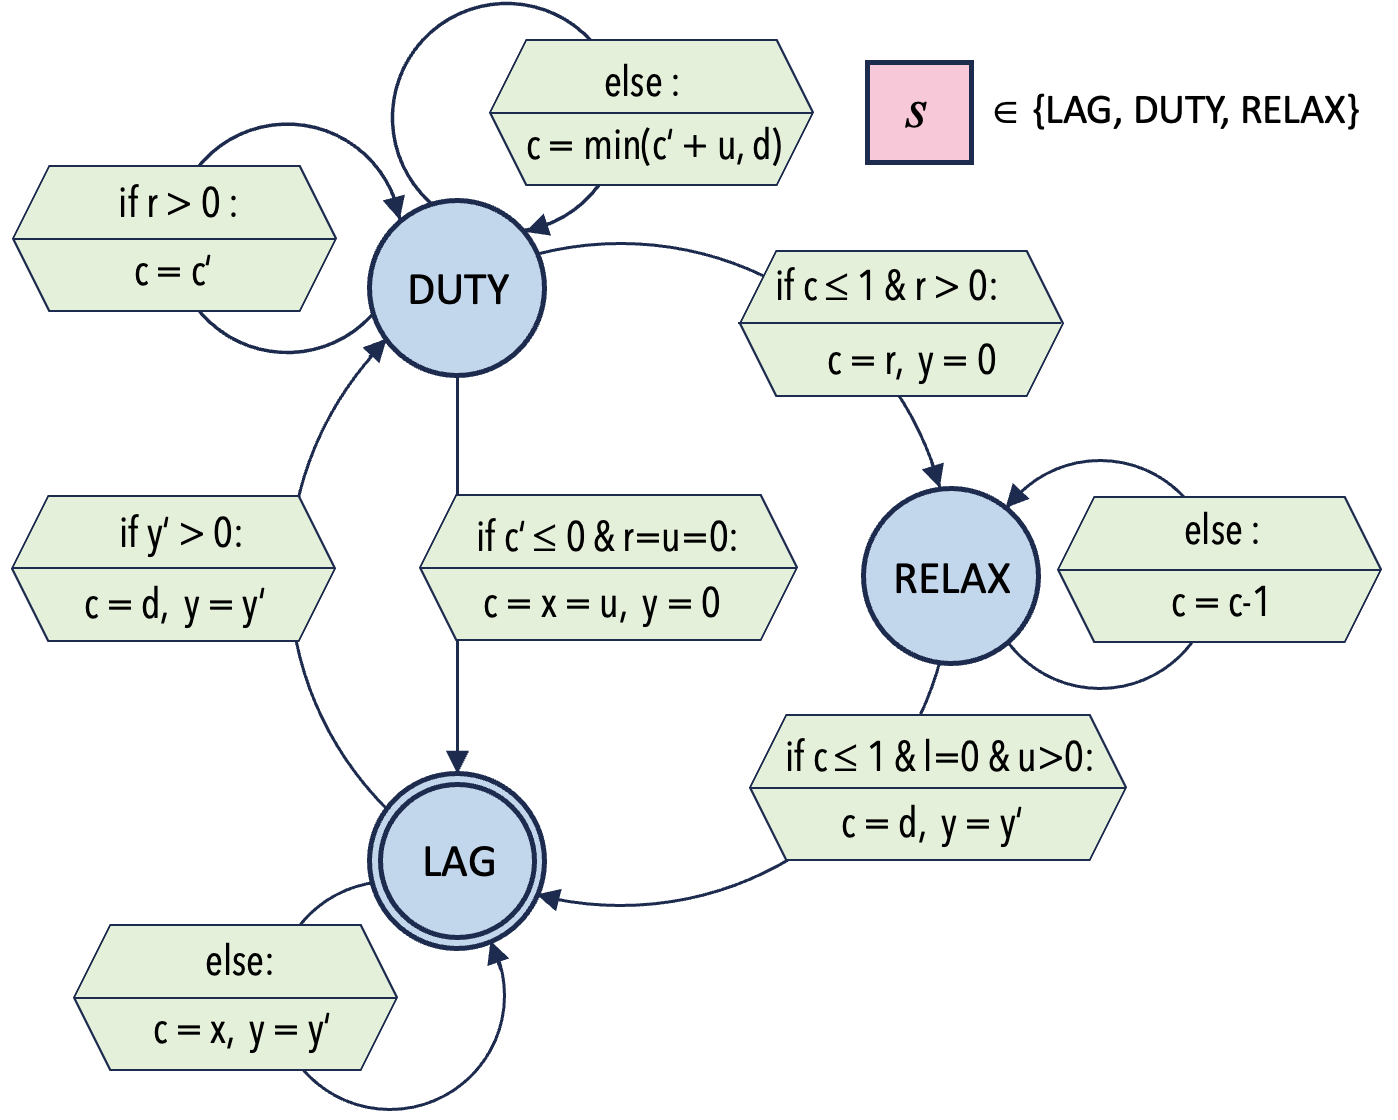 else :
c = min(c‘ + u, d)
s ∈ {LAG, DUTY, RELAX}
if r > 0 :
c = c‘
DUTY
if c ≤ 1 & r > 0:
c = r, y = 0
if y‘ > 0:
c = d, y = y‘
if c‘ ≤ 0 & r=u=0:
c = x = u, y = 0
RELAX
else :
c = c-1
if c ≤ 1 & l=0 & u>0:
c = d, y = y‘
LAG
else:
c = x, y = y‘